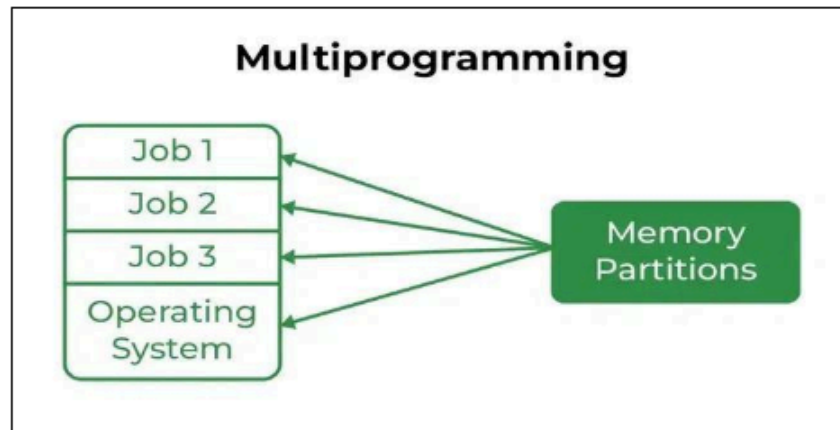 Multiprogramming
Job 1
Job 2
Job 3
Operating
System
Memory
Partitions